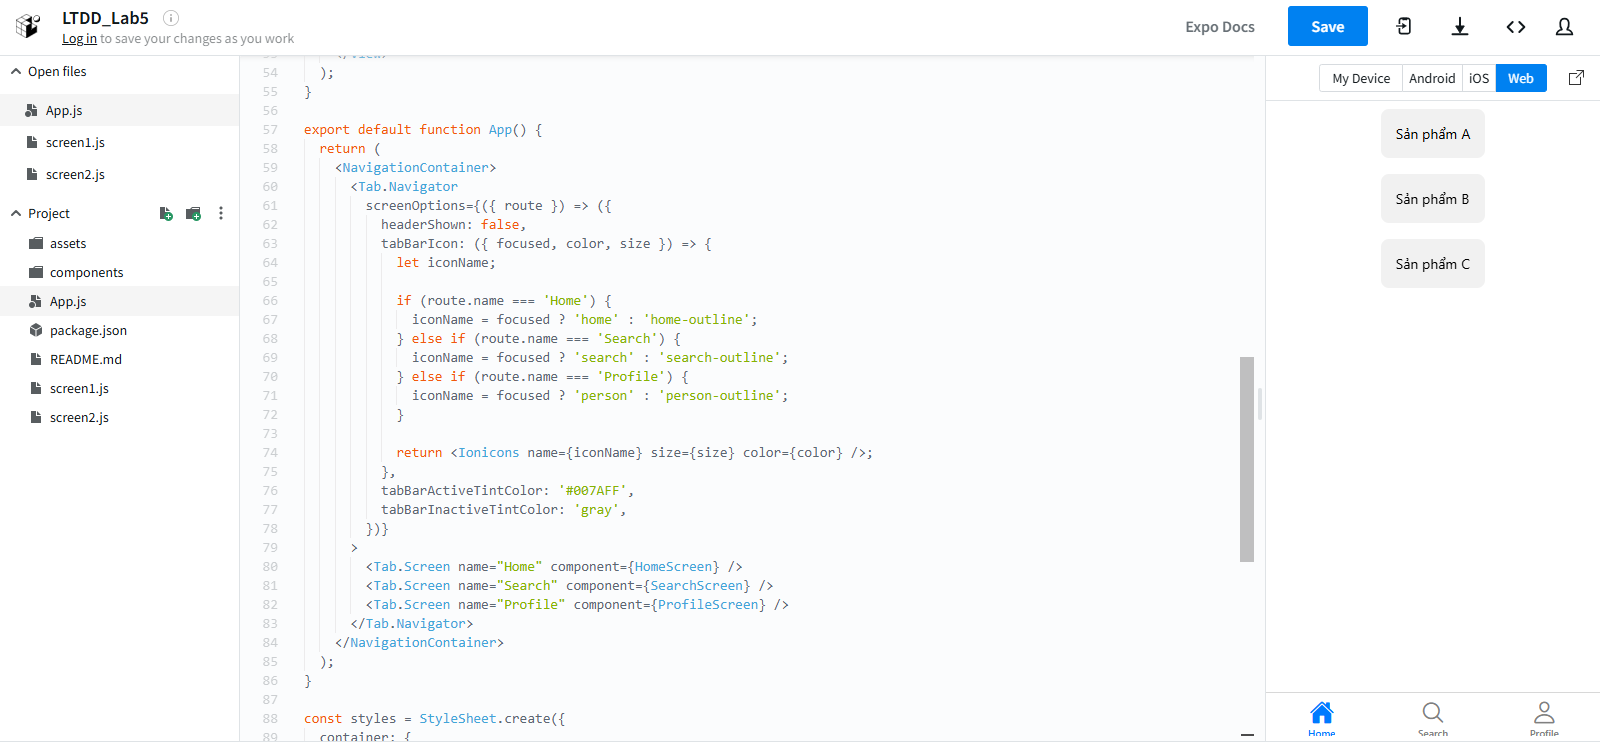 LTDD_Lab5
Log in to save your changes as you work
Expo Docs
Save
Open files
App.js
screen1.js
screen2.js
Project
assets
components
App.js
package.json
README.md
screen1.js
screen2.js
54 );
55 }
56
57 export default function App() {
58 return (
59 <NavigationContainer>
60 <Tab.Navigator
61 screenOptions={({ route }) => ({
62 headerShown: false,
63 tabBarIcon: ({ focused, color, size }) => {
64 let iconName;
65
66 if (route.name === 'Home') {
67 iconName = focused ? 'home' : 'home-outline';
68 } else if (route.name === 'Search') {
69 iconName = focused ? 'search' : 'search-outline';
70 } else if (route.name === 'Profile') {
71 iconName = focused ? 'person' : 'person-outline';
72 }
73
74 return <Ionicons name={iconName} size={size} color={color} />;
75 },
76 tabBarActiveTintColor: '#007AFF',
77 tabBarInactiveTintColor: 'gray',
78 })}
79 >
80 <Tab.Screen name="Home" component={HomeScreen} />
81 <Tab.Screen name="Search" component={SearchScreen} />
82 <Tab.Screen name="Profile" component={ProfileScreen} />
83 </Tab.Navigator>
84 </NavigationContainer>
85 );
86 }
87
88 const styles = StyleSheet.create({
89 container: {
My Device
Android
iOS
Web
Sản phẩm A
Sản phẩm B
Sản phẩm C
Home
Search
Profile